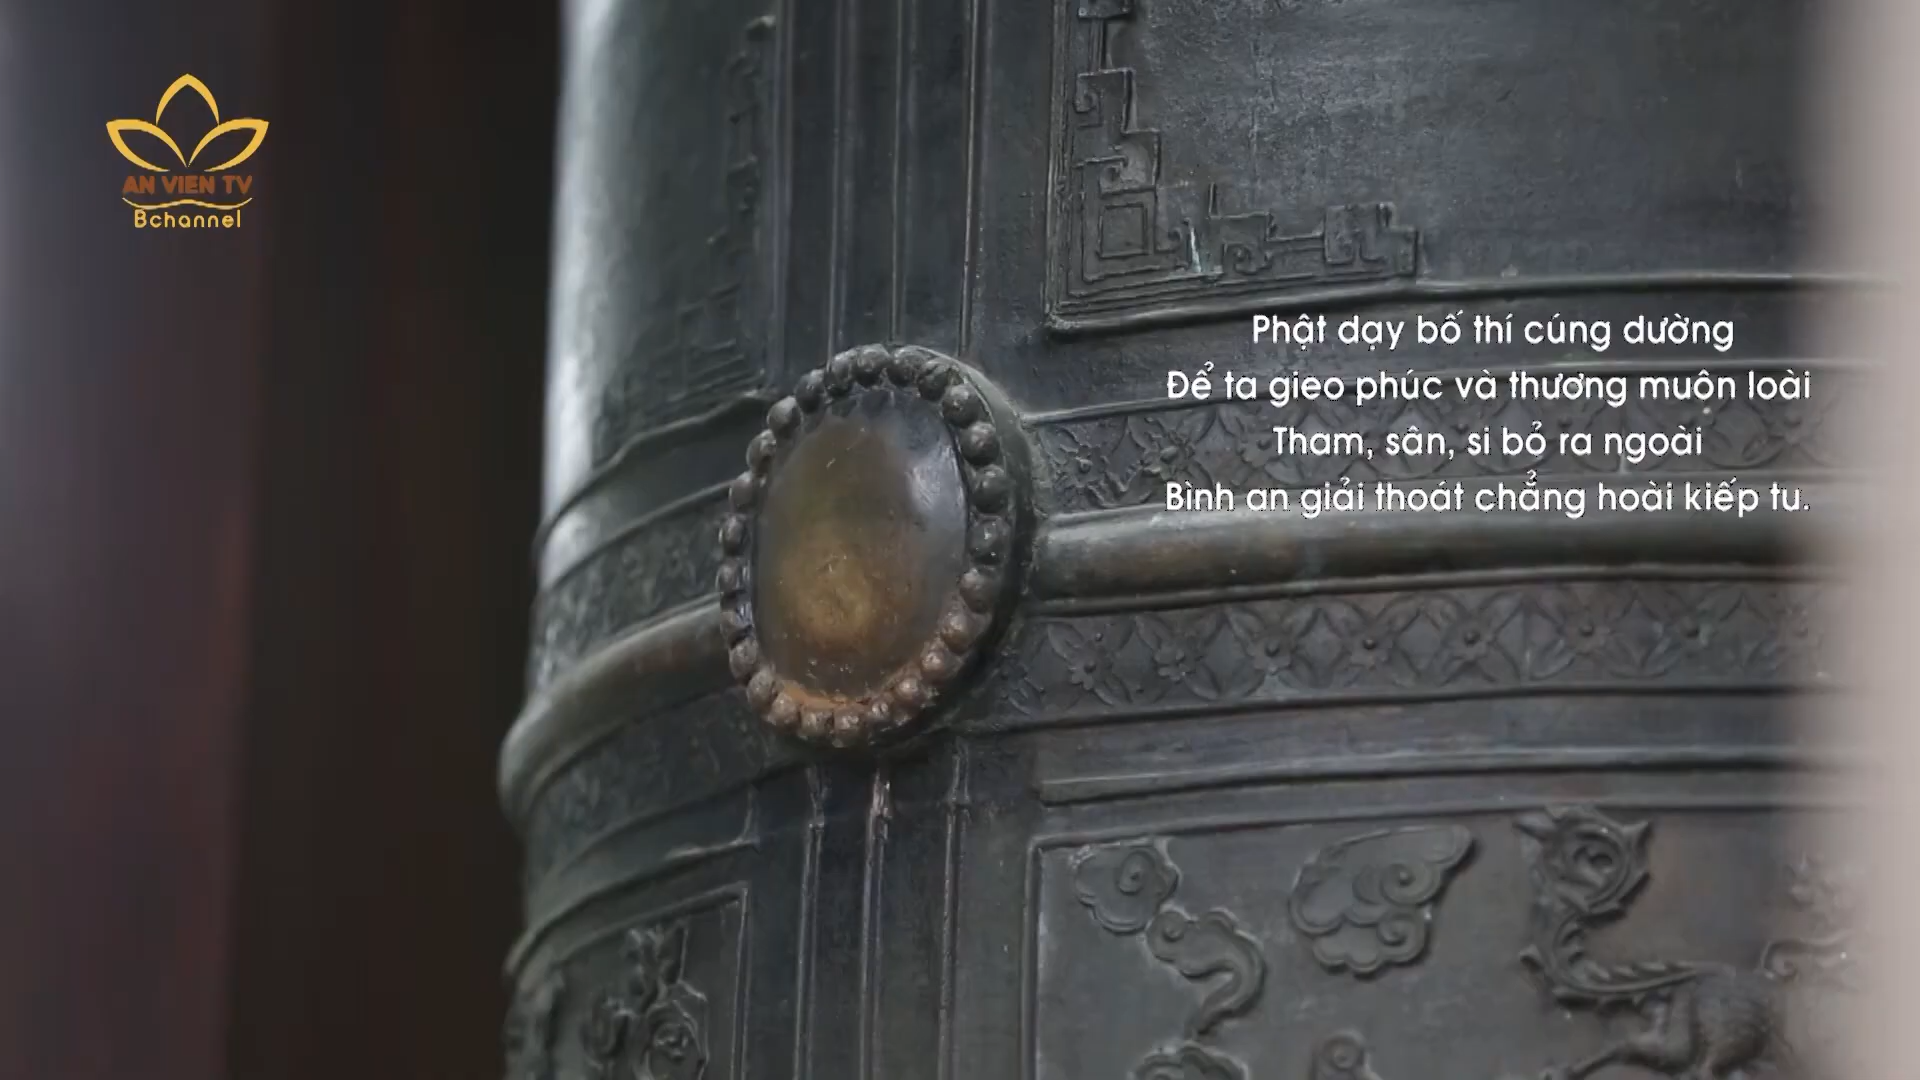 AN VIEN TV
Bchannel
Phật dạy bố thí cúng dường
Để ta gieo phúc và thương muôn loài
Tham, sân, si bỏ ra ngoài
Bình an giải thoát chẳng hoài kiếp tu.